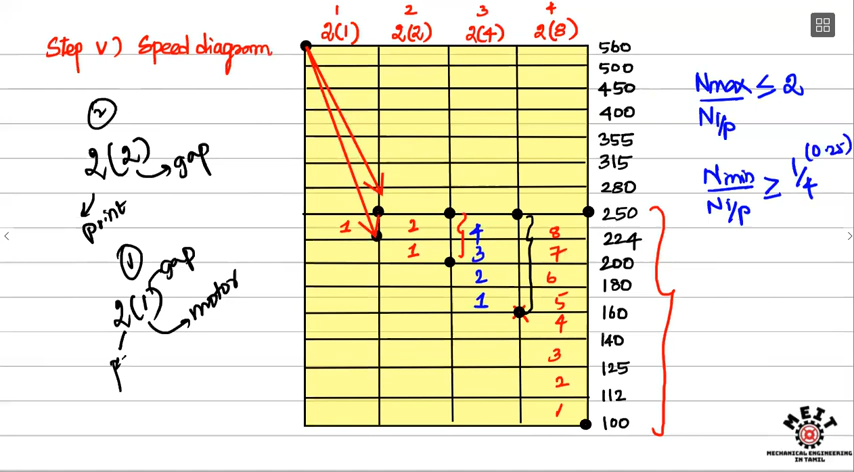 Step V) Speed diagram
1 2 3 4
2(1) 2(2) 2(4) 2(8)
560
500
450
400
355
315
280
250
224
200
180
160
140
125
112
100
1 2 4 8
1 3 7
2 6
1 5
4
3
2
1
2
2(2) → gap
print
1
gap
2(1) → motor
P
Nmax / N i/p ≤ 2
Nmin / N i/p ≥ 1/4 (0.25)
MEIT
MECHANICAL ENGINEERING
IN TAMIL